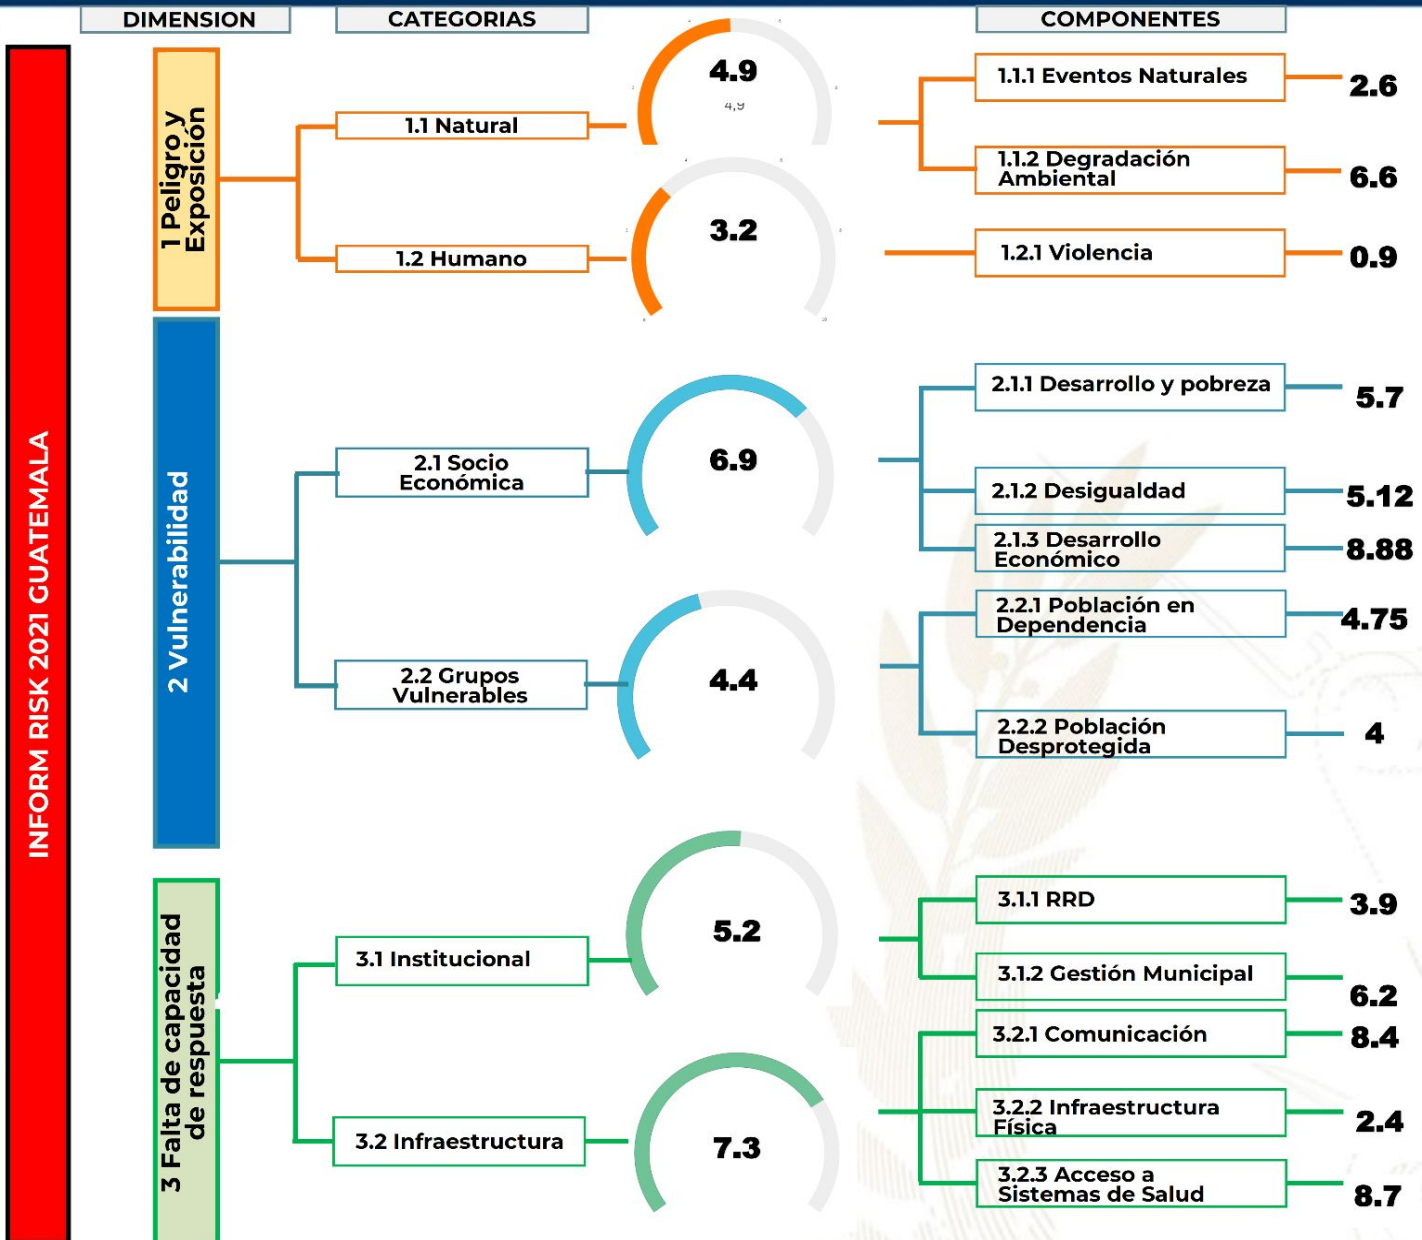 DIMENSION
CATEGORIAS
COMPONENTES
INFORM RISK 2021 GUATEMALA
1 Peligro y
Exposición
1.1 Natural
4.9
4,9
1.1.1 Eventos Naturales
2.6
1.1.2 Degradación
Ambiental
6.6
1.2 Humano
3.2
1.2.1 Violencia
0.9
2 Vulnerabilidad
2.1 Socio
Económica
6.9
2.1.1 Desarrollo y pobreza
5.7
2.1.2 Desigualdad
5.12
2.1.3 Desarrollo
Económico
8.88
2.2 Grupos
Vulnerables
4.4
2.2.1 Población en
Dependencia
4.75
2.2.2 Población
Desprotegida
4
3 Falta de capacidad
de respuesta
3.1 Institucional
5.2
3.1.1 RRD
3.9
3.1.2 Gestión Municipal
6.2
3.2 Infraestructura
7.3
3.2.1 Comunicación
8.4
3.2.2 Infraestructura
Física
2.4
3.2.3 Acceso a
Sistemas de Salud
8.7